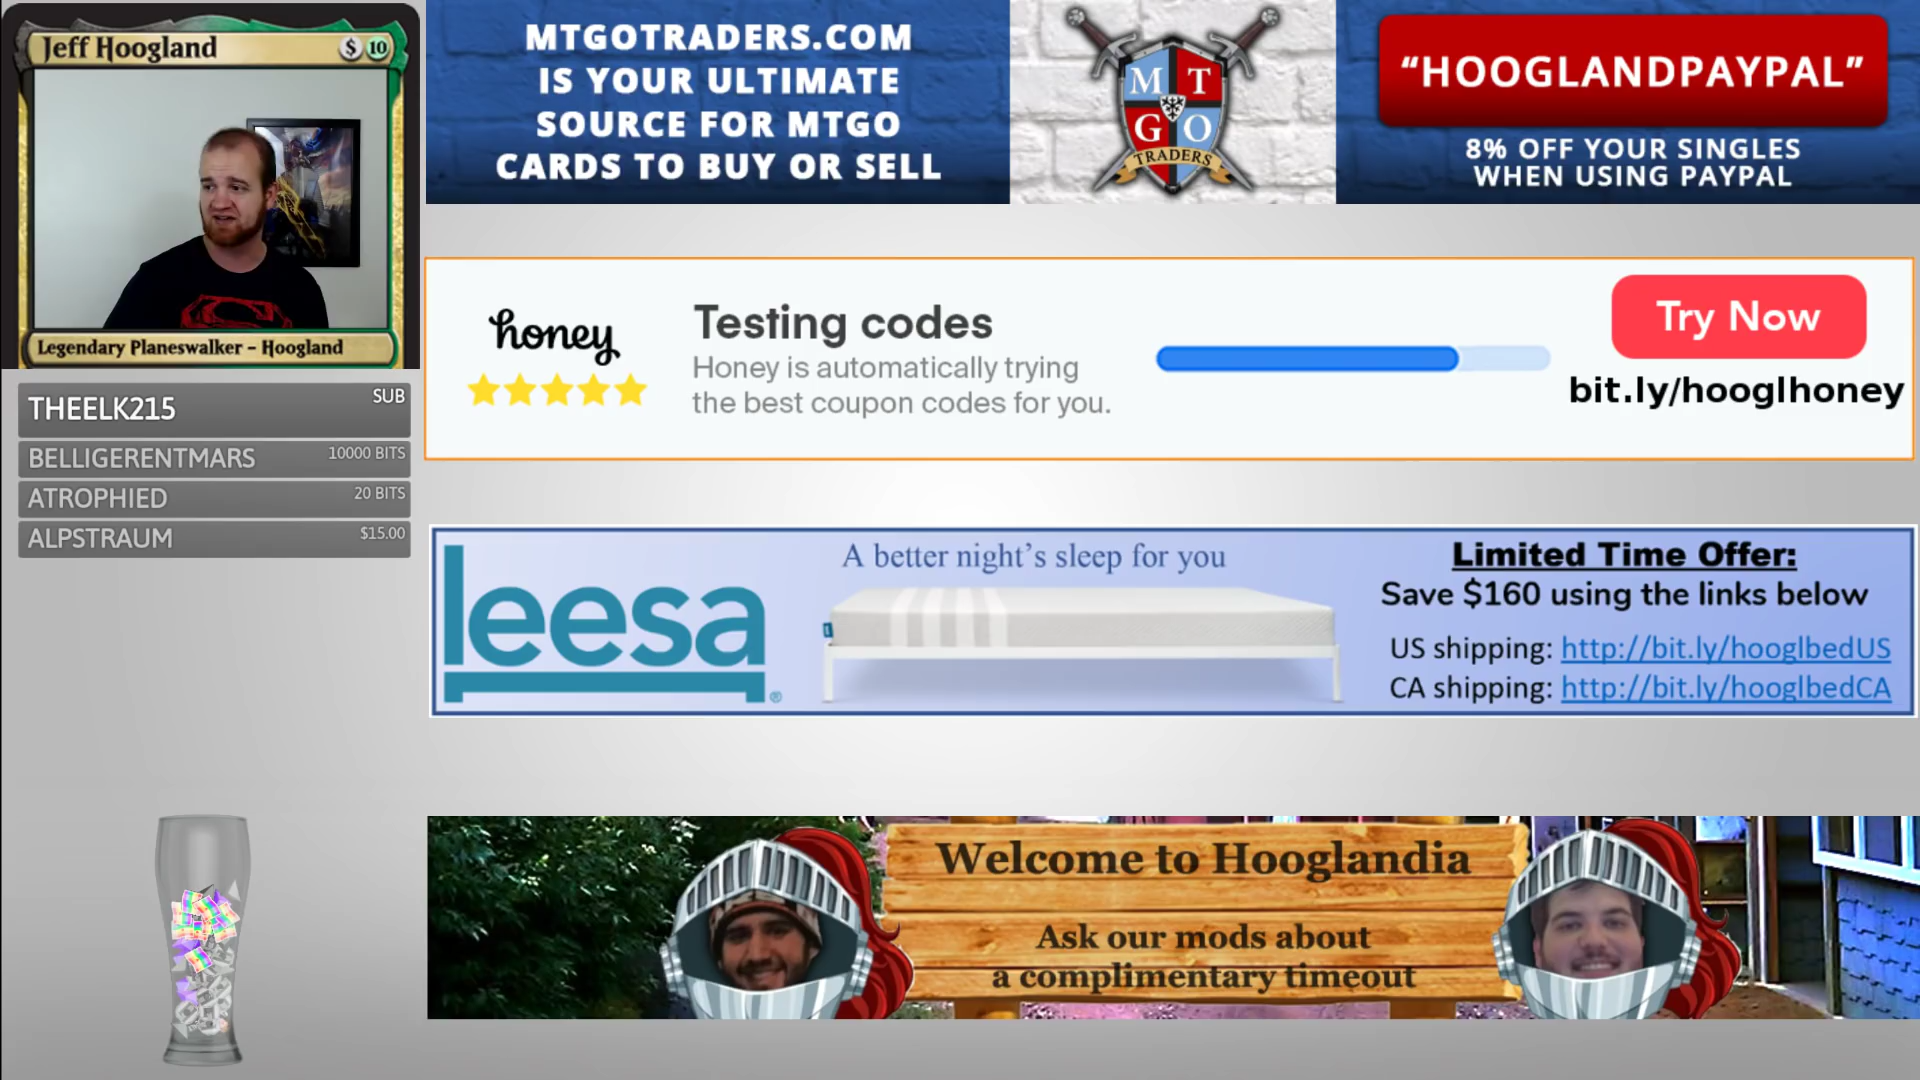 Jeff Hoogland
$ 10
Legendary Planeswalker – Hoogland
THEELK215 SUB
BELLIGERENTMARS 10000 BITS
ATROPHIED 20 BITS
ALPSTRAUM $15.00
MTGOTRADERS.COM
IS YOUR ULTIMATE
SOURCE FOR MTGO
CARDS TO BUY OR SELL
M T
G O
TRADERS
“HOOGLANDPAYPAL”
8% OFF YOUR SINGLES
WHEN USING PAYPAL
honey
Testing codes
Honey is automatically trying
the best coupon codes for you.
Try Now
bit.ly/hooglhoney
leesa®
A better night's sleep for you
Limited Time Offer:
Save $160 using the links below
US shipping: http://bit.ly/hooglbedUS
CA shipping: http://bit.ly/hooglbedCA
Welcome to Hooglandia
Ask our mods about
a complimentary timeout